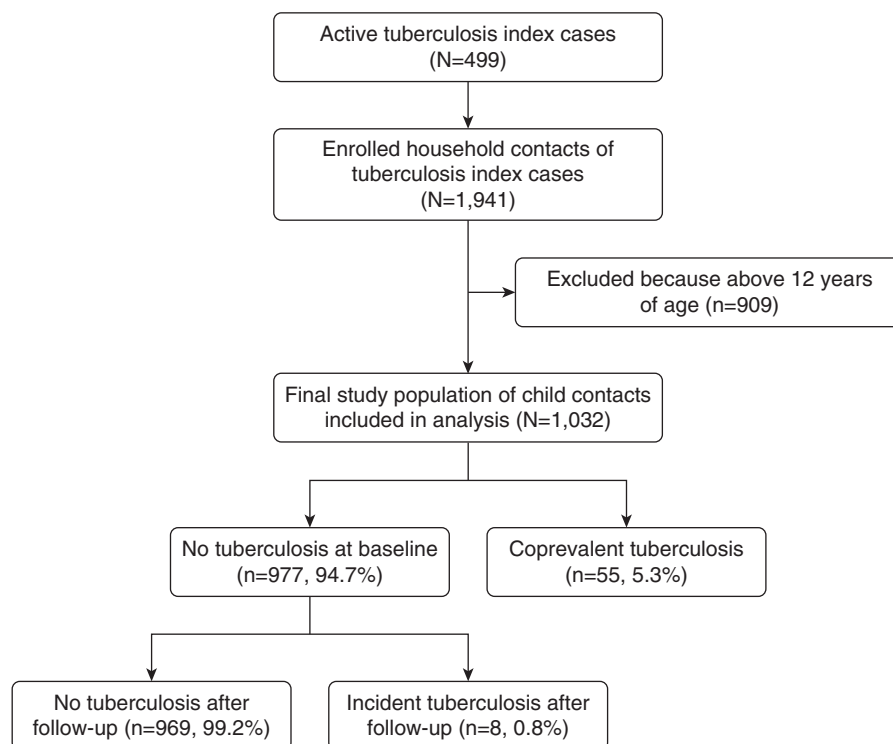 Active tuberculosis index cases
(N=499)
Enrolled household contacts of
tuberculosis index cases
(N=1,941)
Excluded because above 12 years
of age (n=909)
Final study population of child contacts
included in analysis (N=1,032)
No tuberculosis at baseline
(n=977, 94.7%)
Coprevalent tuberculosis
(n=55, 5.3%)
No tuberculosis after
follow-up (n=969, 99.2%)
Incident tuberculosis after
follow-up (n=8, 0.8%)